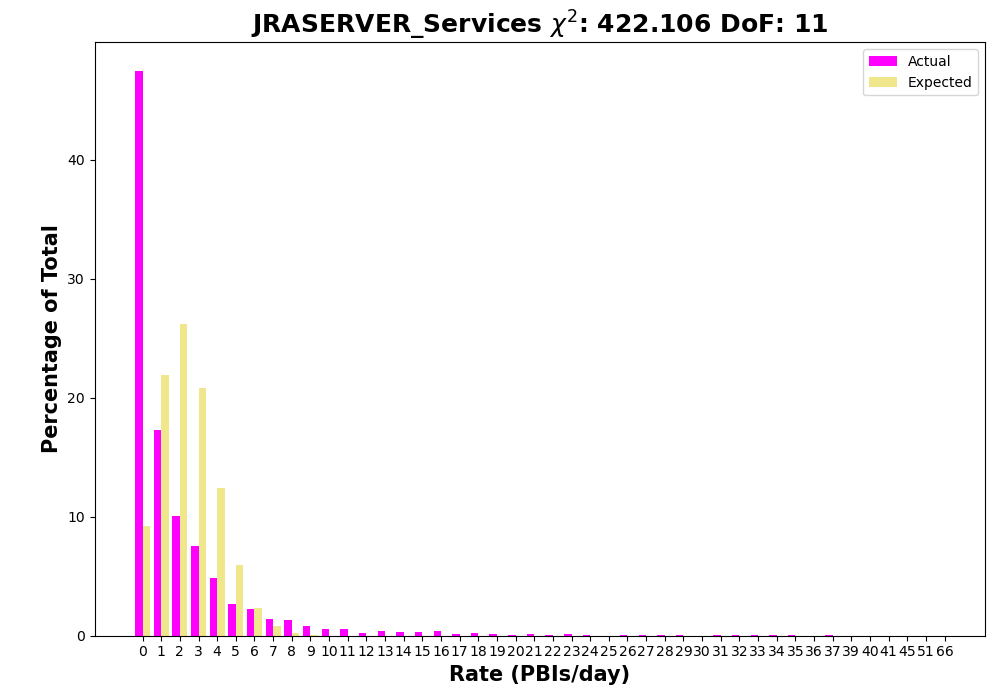 JRASERVER_Services χ²: 422.106 DoF: 11
Actual
Expected
Percentage of Total
40
30
20
10
0
0 1 2 3 4 5 6 7 8 9 10 11 12 13 14 15 16 17 18 19 20 21 22 23 24 25 26 27 28 29 30 31 32 33 34 35 36 37 39 40 41 45 51 66
Rate (PBIs/day)